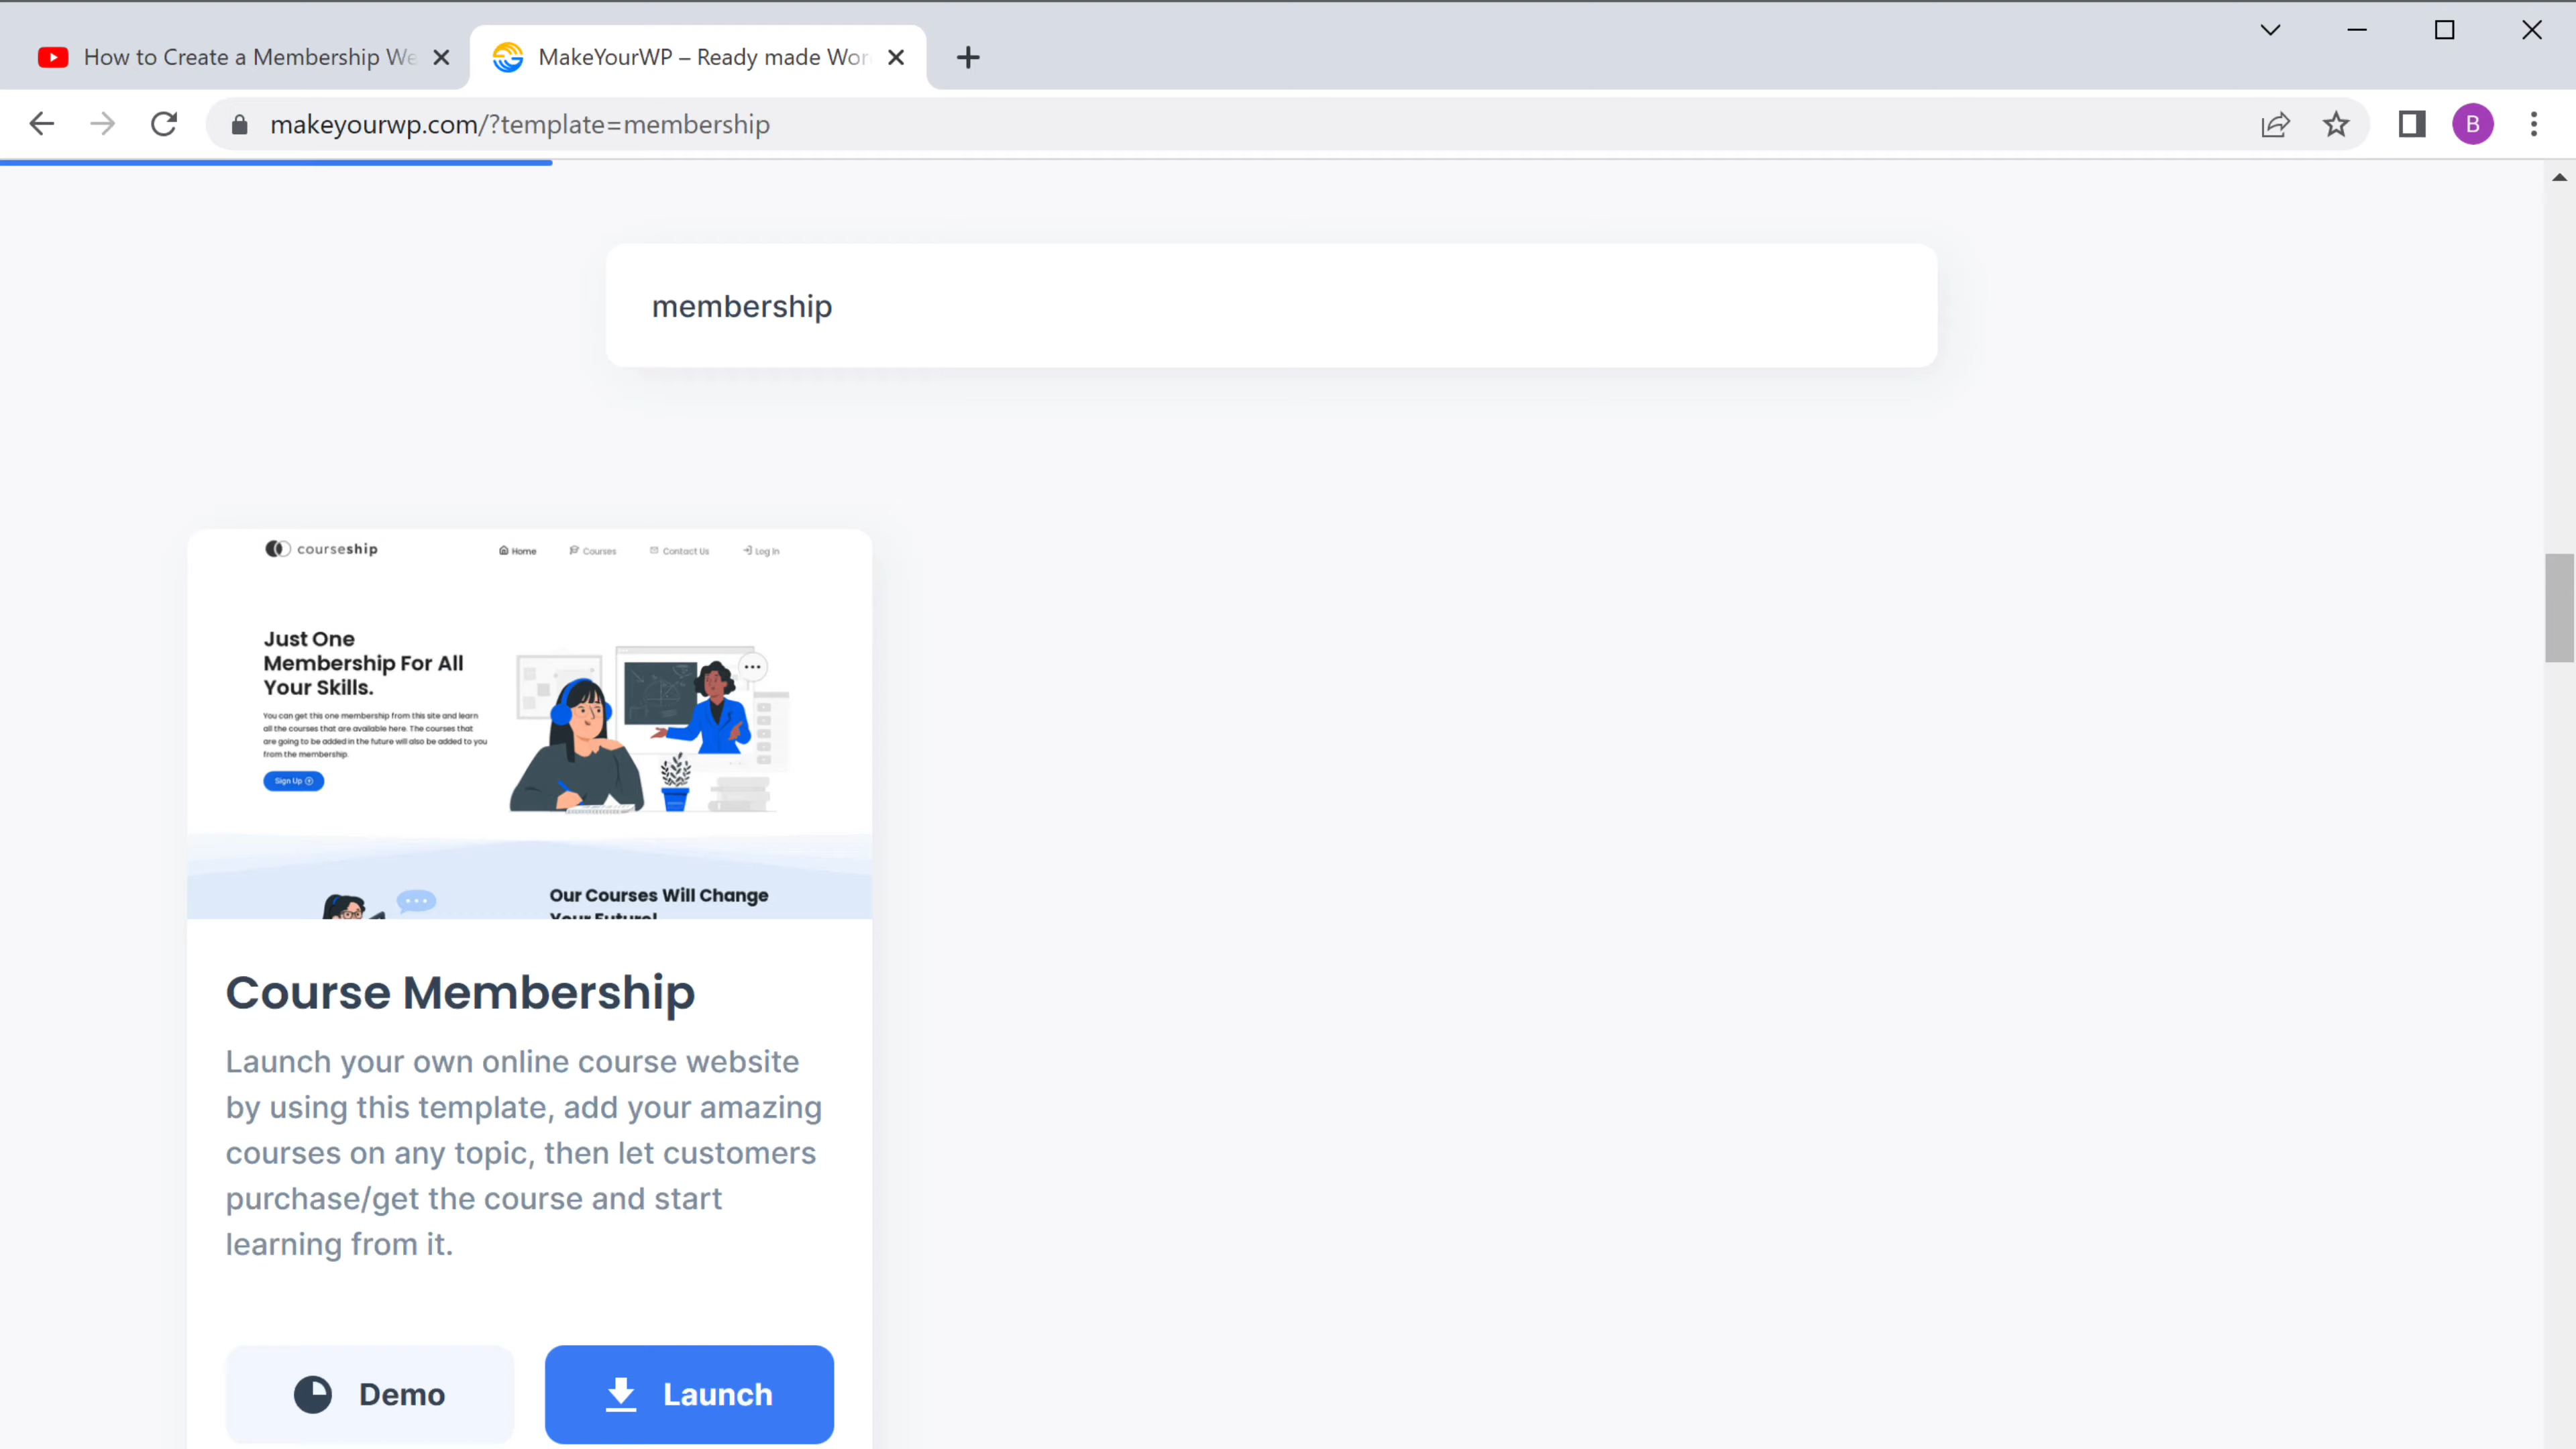 How to Create a Membership We
MakeYourWP – Ready made Wor
makeyourwp.com/?template=membership
B
membership
courseship
Home
Courses
Contact Us
Log In
Just One
Membership For All
Your Skills.
You can get this one membership from this site and learn
all the courses that are available here. The courses that
are going to be added in the future will also be added to you
from the membership.
Sign Up
Our Courses Will Change
Your Future!
Course Membership
Launch your own online course website
by using this template, add your amazing
courses on any topic, then let customers
purchase/get the course and start
learning from it.
Demo
Launch